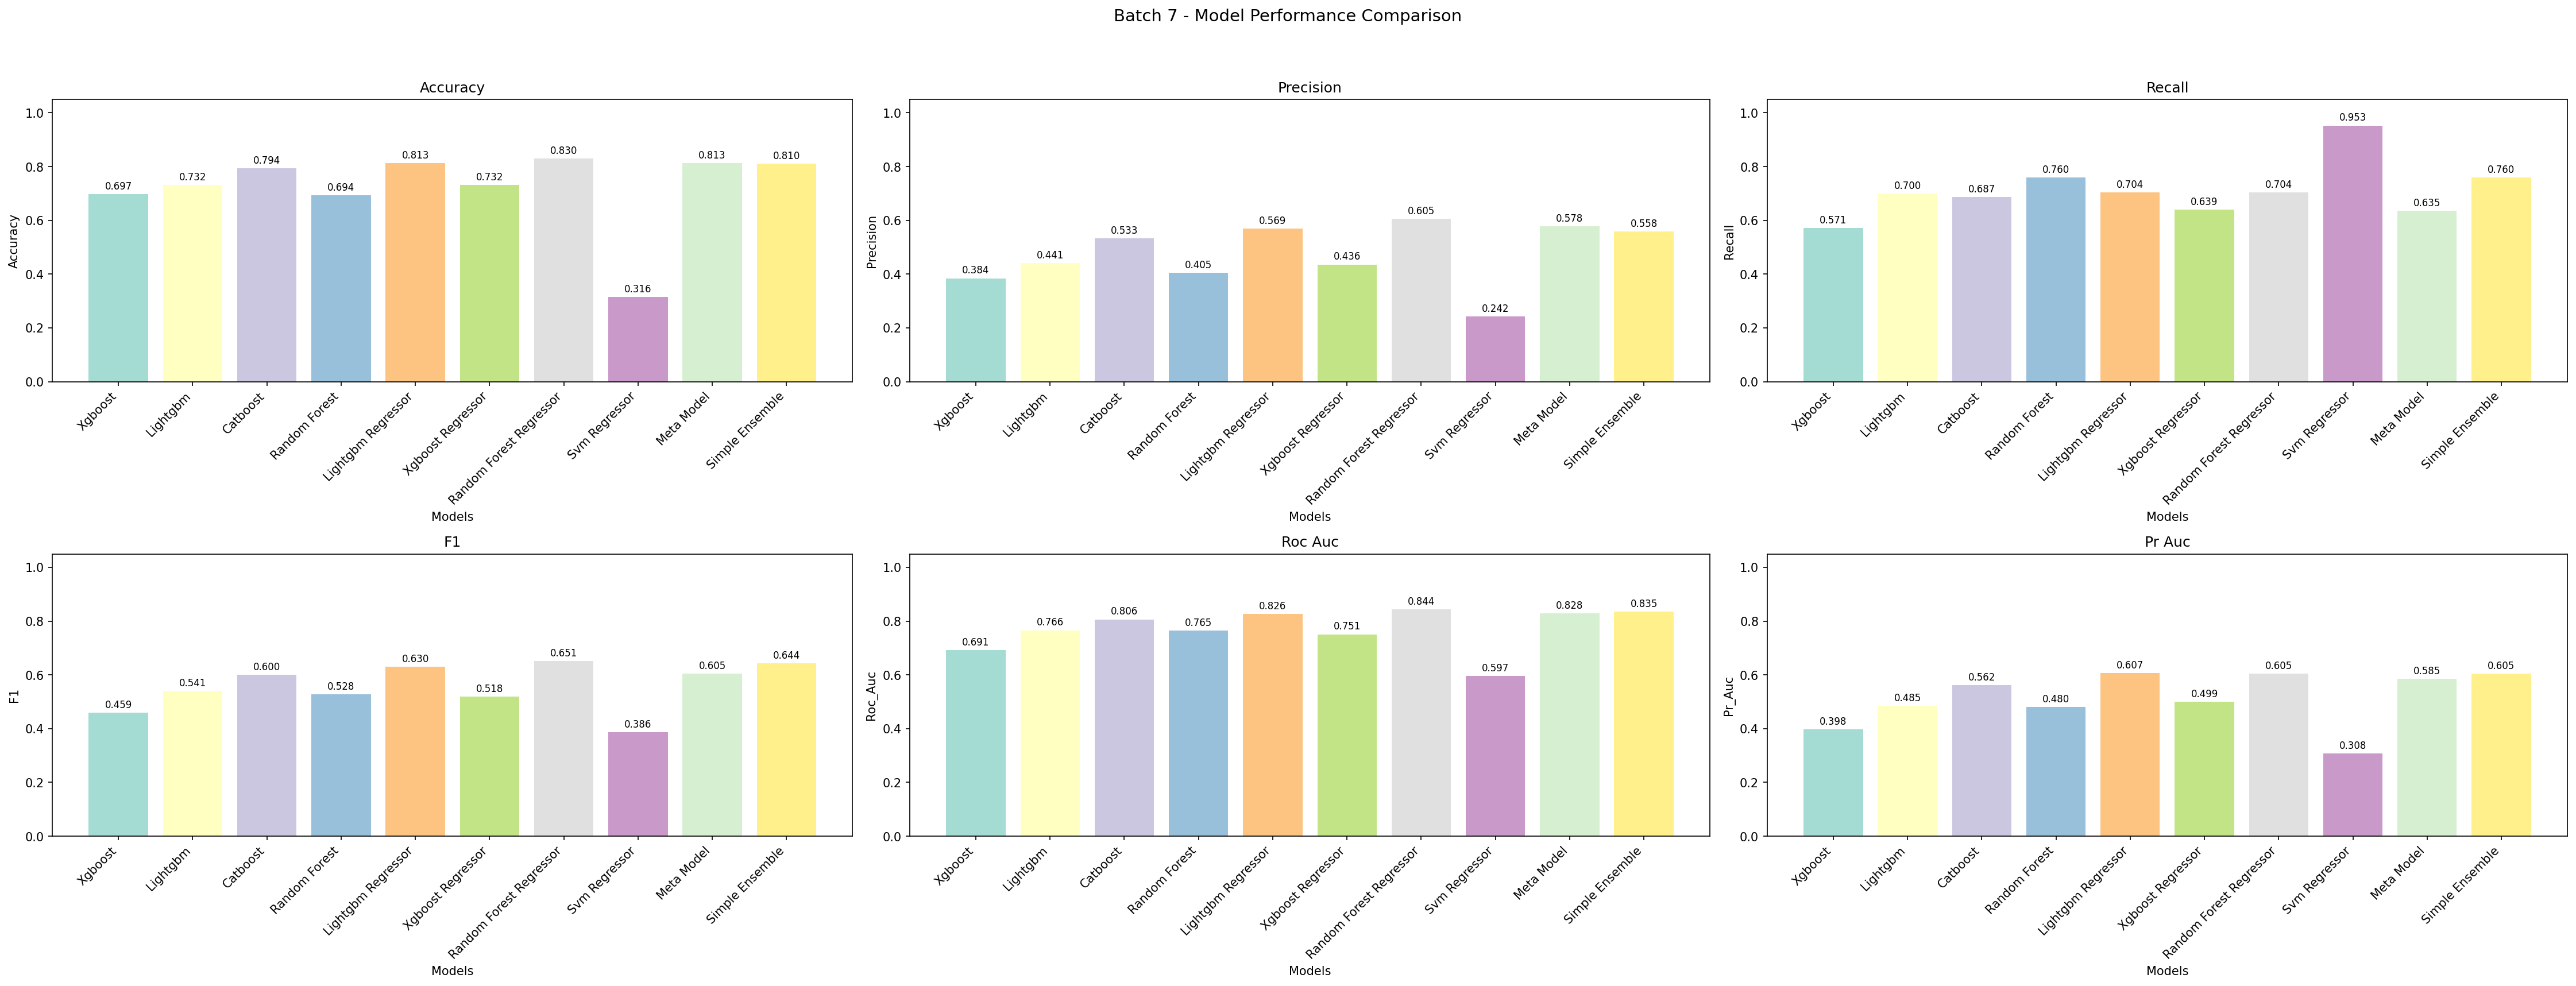 Batch 7 - Model Performance Comparison
Accuracy
Accuracy
1.0
0.8
0.6
0.4
0.2
0.0
0.697
0.732
0.794
0.694
0.813
0.732
0.830
0.316
0.813
0.810
Xgboost
Lightgbm
Catboost
Random Forest
Lightgbm Regressor
Xgboost Regressor
Random Forest Regressor
Svm Regressor
Meta Model
Simple Ensemble
Models
Precision
Precision
1.0
0.8
0.6
0.4
0.2
0.0
0.384
0.441
0.533
0.405
0.569
0.436
0.605
0.242
0.578
0.558
Xgboost
Lightgbm
Catboost
Random Forest
Lightgbm Regressor
Xgboost Regressor
Random Forest Regressor
Svm Regressor
Meta Model
Simple Ensemble
Models
Recall
Recall
1.0
0.8
0.6
0.4
0.2
0.0
0.571
0.700
0.687
0.760
0.704
0.639
0.704
0.953
0.635
0.760
Xgboost
Lightgbm
Catboost
Random Forest
Lightgbm Regressor
Xgboost Regressor
Random Forest Regressor
Svm Regressor
Meta Model
Simple Ensemble
Models
F1
F1
1.0
0.8
0.6
0.4
0.2
0.0
0.459
0.541
0.600
0.528
0.630
0.518
0.651
0.386
0.605
0.644
Xgboost
Lightgbm
Catboost
Random Forest
Lightgbm Regressor
Xgboost Regressor
Random Forest Regressor
Svm Regressor
Meta Model
Simple Ensemble
Models
Roc Auc
Roc_Auc
1.0
0.8
0.6
0.4
0.2
0.0
0.691
0.766
0.806
0.765
0.826
0.751
0.844
0.597
0.828
0.835
Xgboost
Lightgbm
Catboost
Random Forest
Lightgbm Regressor
Xgboost Regressor
Random Forest Regressor
Svm Regressor
Meta Model
Simple Ensemble
Models
Pr Auc
Pr_Auc
1.0
0.8
0.6
0.4
0.2
0.0
0.398
0.485
0.562
0.480
0.607
0.499
0.605
0.308
0.585
0.605
Xgboost
Lightgbm
Catboost
Random Forest
Lightgbm Regressor
Xgboost Regressor
Random Forest Regressor
Svm Regressor
Meta Model
Simple Ensemble
Models